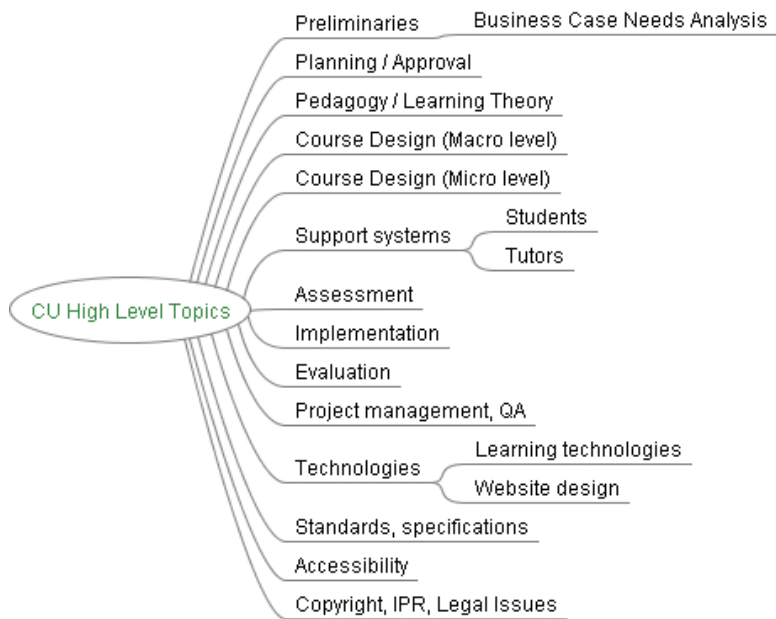 CU High Level Topics
Preliminaries
Business Case Needs Analysis
Planning / Approval
Pedagogy / Learning Theory
Course Design (Macro level)
Course Design (Micro level)
Support systems
Students
Tutors
Assessment
Implementation
Evaluation
Project management, QA
Technologies
Learning technologies
Website design
Standards, specifications
Accessibility
Copyright, IPR, Legal Issues